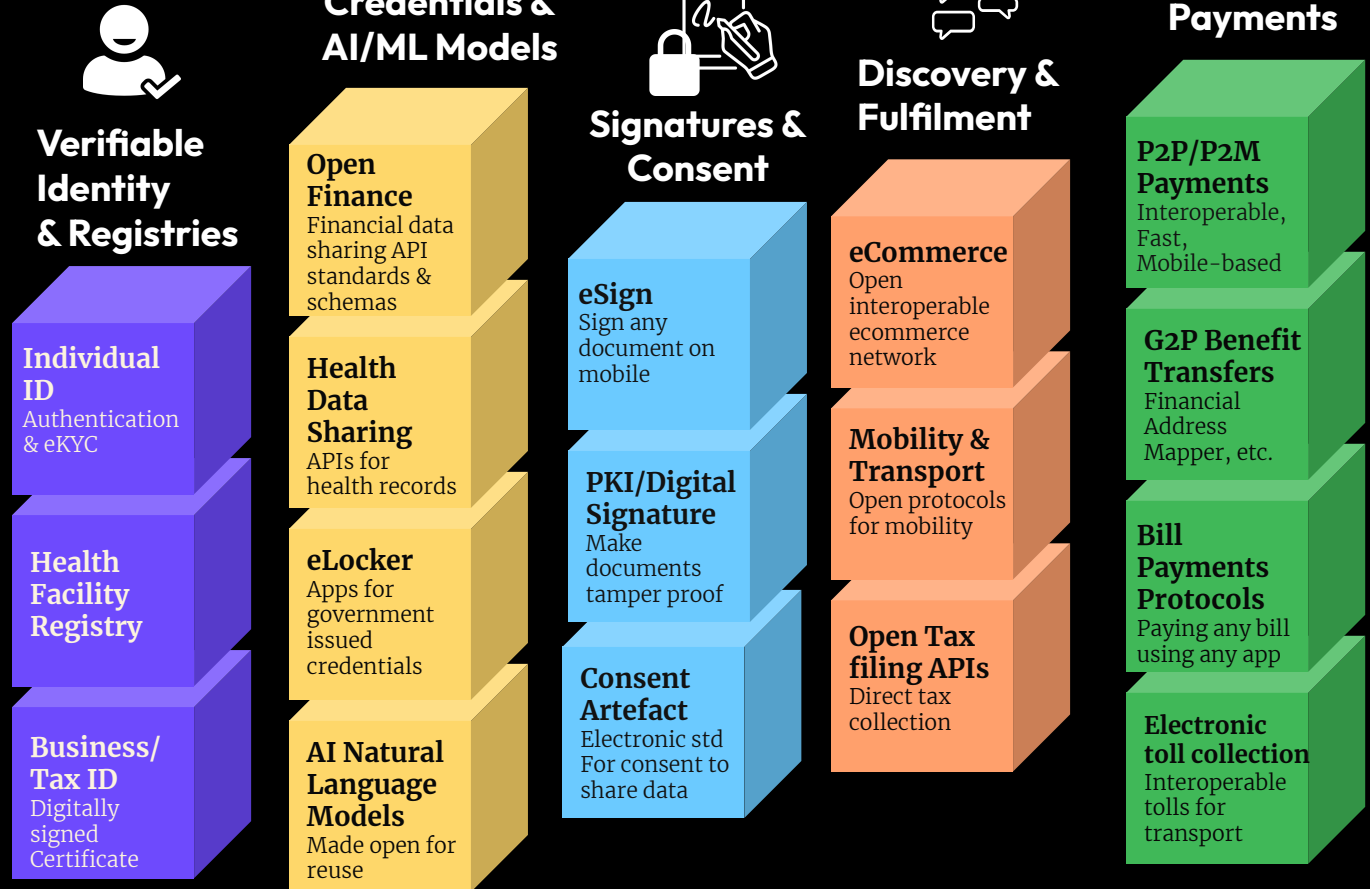 Verifiable
Identity
& Registries
Individual
ID
Authentication
& eKYC
Health
Facility
Registry
Business/
Tax ID
Digitally
signed
Certificate
Credentials &
AI/ML Models
Open
Finance
Financial data
sharing API
standards &
schemas
Health
Data
Sharing
APIs for
health records
eLocker
Apps for
government
issued
credentials
AI Natural
Language
Models
Made open for
reuse
Signatures &
Consent
eSign
Sign any
document on
mobile
PKI/Digital
Signature
Make
documents
tamper proof
Consent
Artefact
Electronic std
For consent to
share data
Discovery &
Fulfilment
eCommerce
Open
interoperable
ecommerce
network
Mobility &
Transport
Open protocols
for mobility
Open Tax
filing APIs
Direct tax
collection
Payments
P2P/P2M
Payments
Interoperable,
Fast,
Mobile-based
G2P Benefit
Transfers
Financial
Address
Mapper, etc.
Bill
Payments
Protocols
Paying any bill
using any app
Electronic
toll collection
Interoperable
tolls for
transport